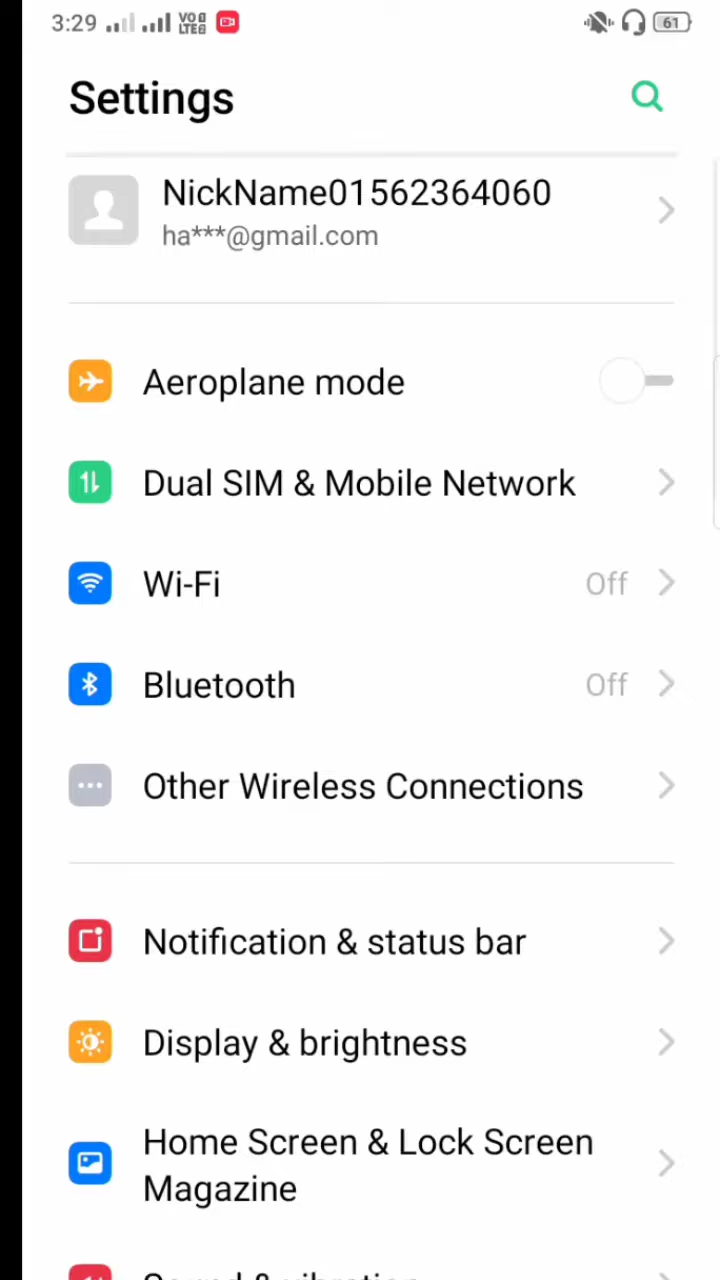 3:29 VO LTE 61
Settings
NickName01562364060
ha***@gmail.com
Aeroplane mode
Dual SIM & Mobile Network
Wi-Fi Off
Bluetooth Off
Other Wireless Connections
Notification & status bar
Display & brightness
Home Screen & Lock Screen
Magazine
Sound & vibration